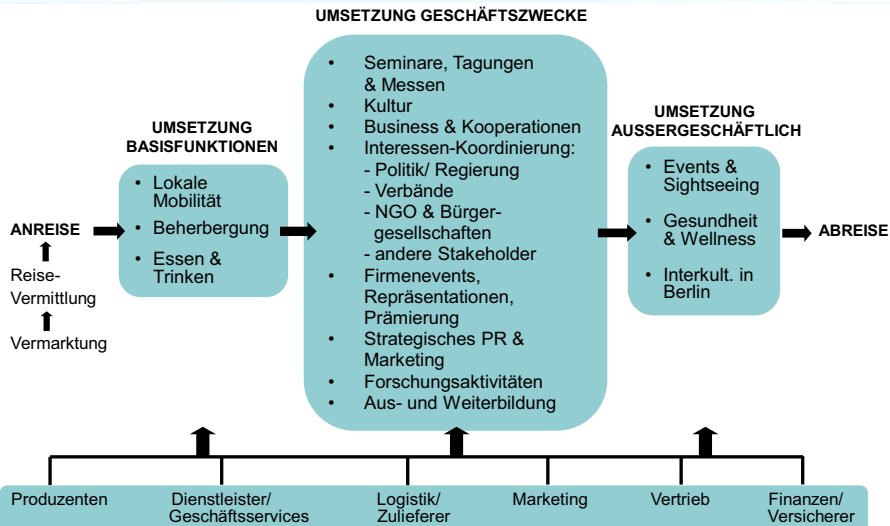 UMSETZUNG GESCHÄFTSZWECKE
• Seminare, Tagungen
& Messen
• Kultur
• Business & Kooperationen
• Interessen-Koordinierung:
- Politik/ Regierung
- Verbände
- NGO & Bürger-
gesellschaften
- andere Stakeholder
• Firmenevents,
Repräsentationen,
Prämierung
• Strategisches PR &
Marketing
• Forschungsaktivitäten
• Aus- und Weiterbildung
UMSETZUNG
BASISFUNKTIONEN
• Lokale
Mobilität
• Beherbergung
• Essen &
Trinken
ANREISE
Reise-
Vermittlung
Vermarktung
UMSETZUNG
AUSSERGESCHÄFTLICH
• Events &
Sightseeing
• Gesundheit
& Wellness
• Interkult. in
Berlin
ABREISE
Produzenten
Dienstleister/
Geschäftsservices
Logistik/
Zulieferer
Marketing
Vertrieb
Finanzen/
Versicherer